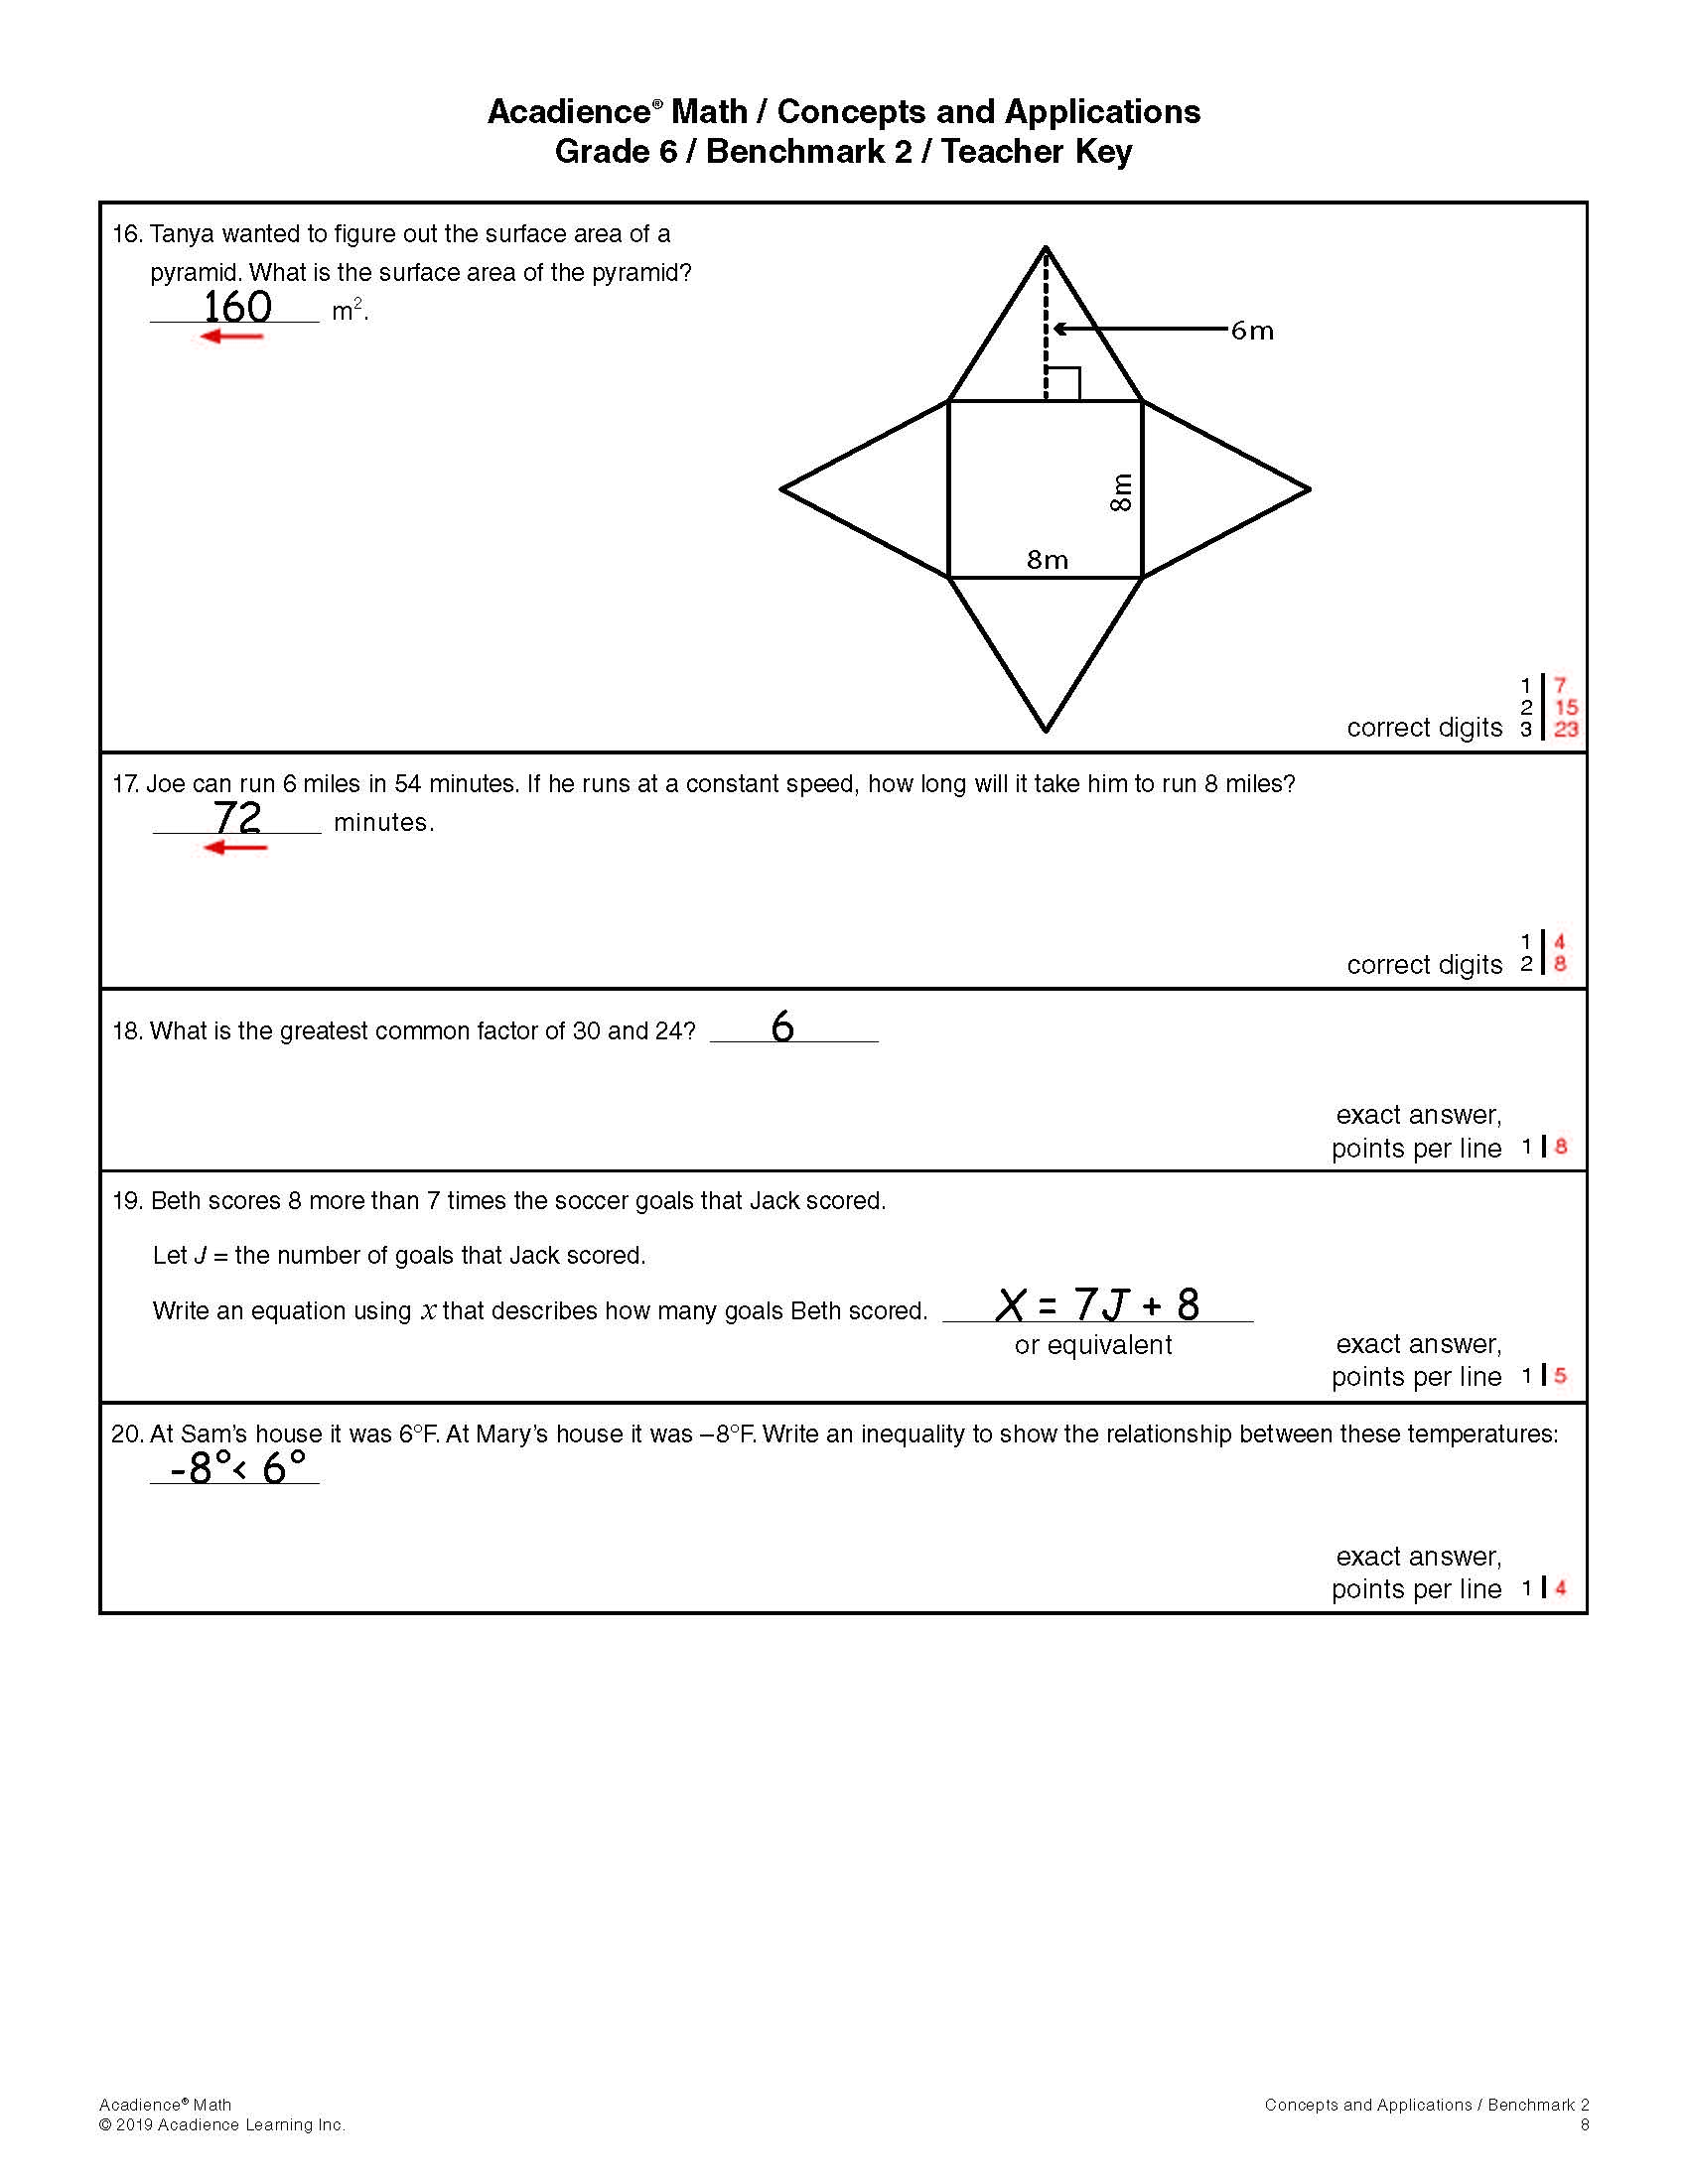 Acadience® Math / Concepts and Applications
Grade 6 / Benchmark 2 / Teacher Key
16. Tanya wanted to figure out the surface area of a
pyramid. What is the surface area of the pyramid?
160 m².
6m
8m
8m
1 7
2 15
correct digits 3 23
17. Joe can run 6 miles in 54 minutes. If he runs at a constant speed, how long will it take him to run 8 miles?
72 minutes.
1 4
correct digits 2 8
18. What is the greatest common factor of 30 and 24? 6
exact answer,
points per line 1 8
19. Beth scores 8 more than 7 times the soccer goals that Jack scored.
Let J = the number of goals that Jack scored.
Write an equation using x that describes how many goals Beth scored. X = 7J + 8
or equivalent
exact answer,
points per line 1 5
20. At Sam's house it was 6°F. At Mary's house it was –8°F. Write an inequality to show the relationship between these temperatures:
-8°< 6°
exact answer,
points per line 1 4
Acadience® Math
© 2019 Acadience Learning Inc.
Concepts and Applications / Benchmark 2
8